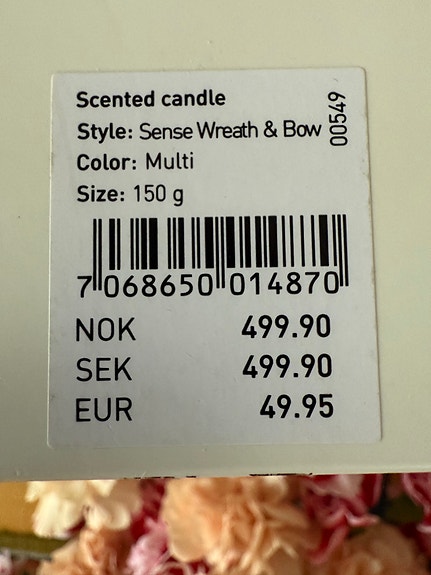 Scented candle
Style: Sense Wreath & Bow
00549
Color: Multi
Size: 150 g
7 068650 014870
NOK 499.90
SEK 499.90
EUR 49.95